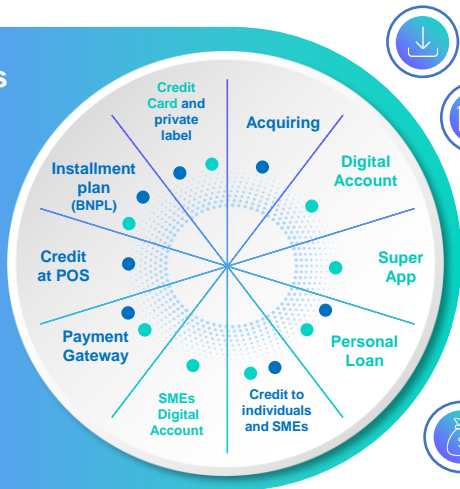 s
Credit
Card and
private
label
Acquiring
Digital
Account
Super
App
Personal
Loan
Credit to
individuals
and SMEs
SMEs
Digital
Account
Payment
Gateway
Credit
at POS
Installment
plan
(BNPL)